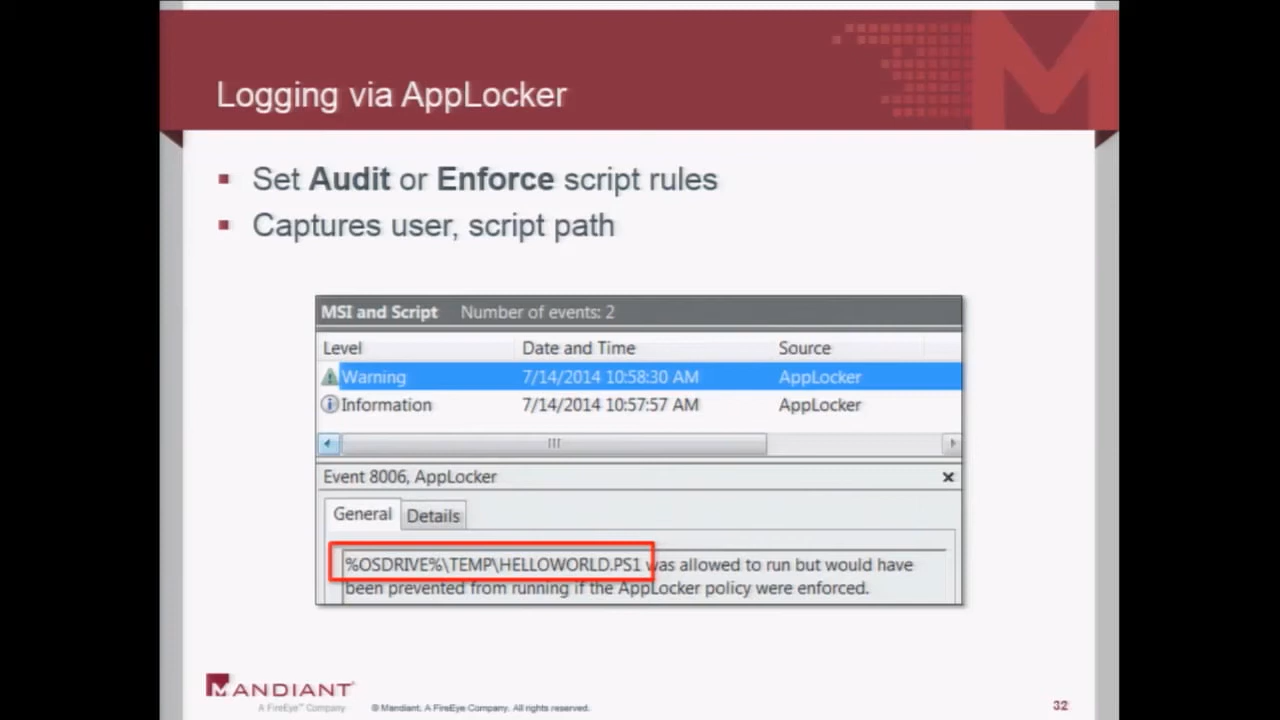 Logging via AppLocker
Set Audit or Enforce script rules
Captures user, script path
MSI and Script Number of events: 2
Level Date and Time Source
Warning 7/14/2014 10:58:30 AM AppLocker
Information 7/14/2014 10:57:57 AM AppLocker
Event 8006, AppLocker
General Details
%OSDRIVE%\TEMP\HELLOWORLD.PS1 was allowed to run but would have
been prevented from running if the AppLocker policy were enforced.
MANDIANT
A FireEye™ Company
© Mandiant, A FireEye Company. All rights reserved.
32